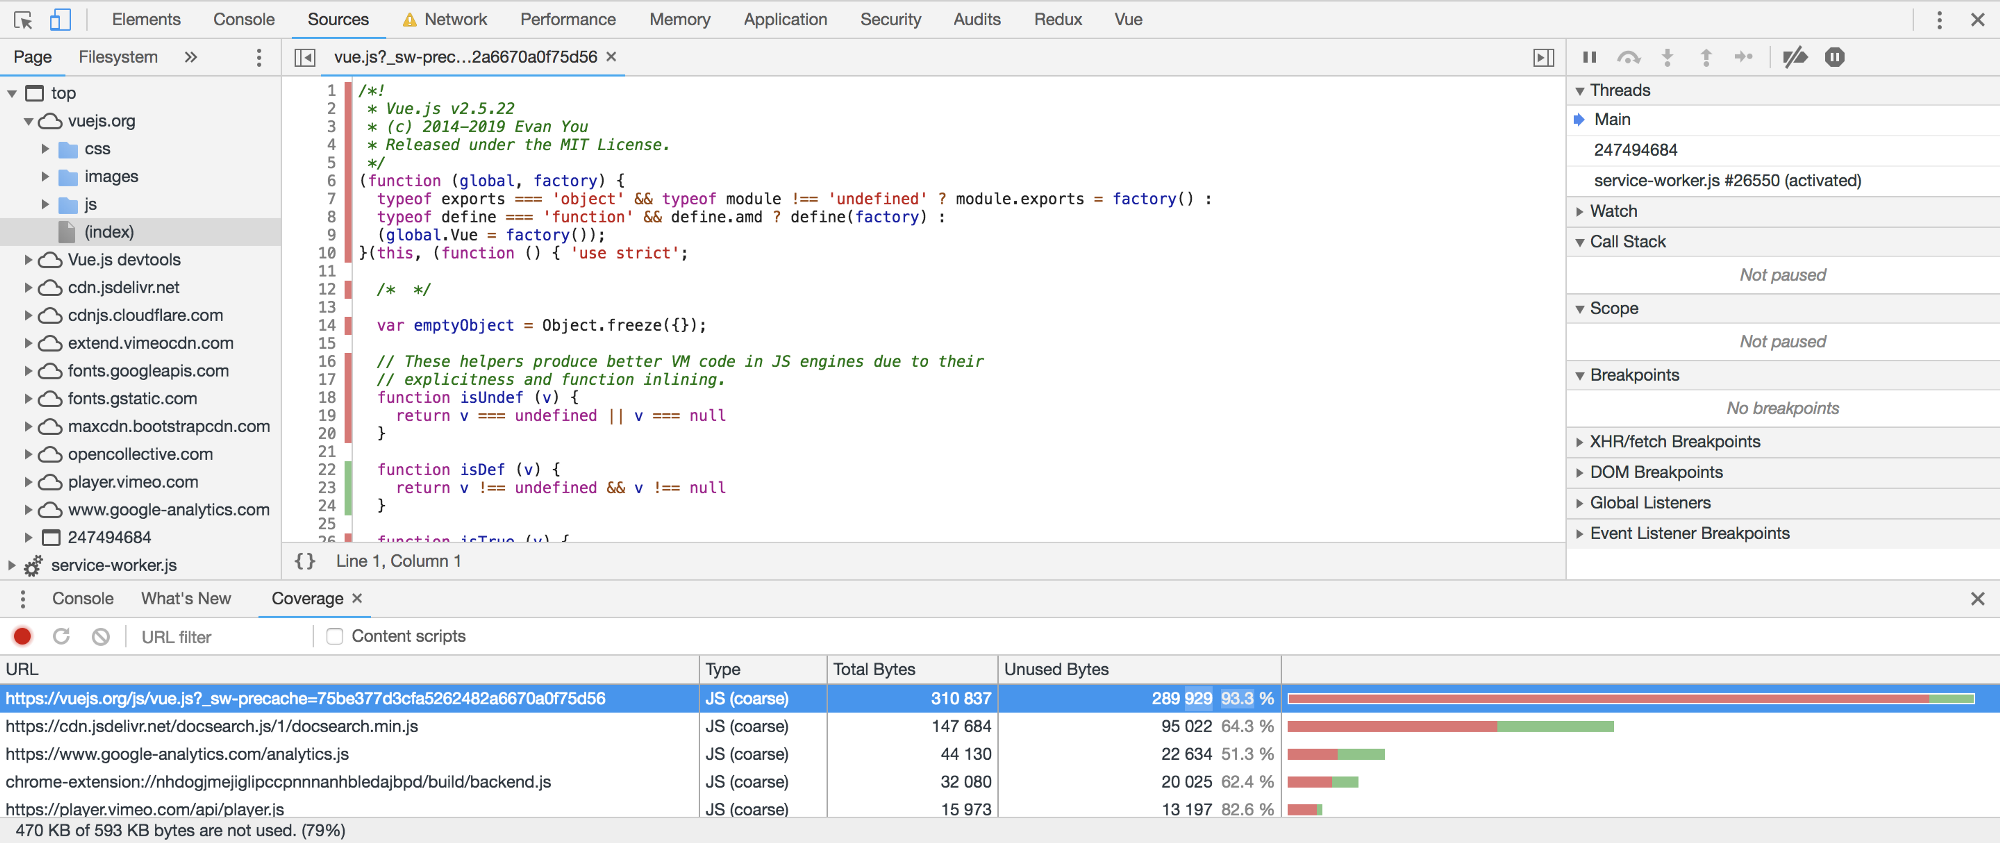 Elements Console Sources Network Performance Memory Application Security Audits Redux Vue
Page Filesystem
top
vuejs.org
css
images
js
(index)
Vue.js devtools
cdn.jsdelivr.net
cdnjs.cloudflare.com
extend.vimeocdn.com
fonts.googleapis.com
fonts.gstatic.com
maxcdn.bootstrapcdn.com
opencollective.com
player.vimeo.com
www.google-analytics.com
247494684
service-worker.js
vue.js?_sw-prec...2a6670a0f75d56
1 /*!
2 * Vue.js v2.5.22
3 * (c) 2014-2019 Evan You
4 * Released under the MIT License.
5 */
6 (function (global, factory) {
7 typeof exports === 'object' && typeof module !== 'undefined' ? module.exports = factory() :
8 typeof define === 'function' && define.amd ? define(factory) :
9 (global.Vue = factory());
10 }(this, (function () { 'use strict';
11
12 /*  */
13
14 var emptyObject = Object.freeze({});
15
16 // These helpers produce better VM code in JS engines due to their
17 // explicitness and function inlining.
18 function isUndef (v) {
19 return v === undefined || v === null
20 }
21
22 function isDef (v) {
23 return v !== undefined && v !== null
24 }
25
26 function isTrue (v) {
{} Line 1, Column 1
Threads
Main
247494684
service-worker.js #26550 (activated)
Watch
Call Stack
Not paused
Scope
Not paused
Breakpoints
No breakpoints
XHR/fetch Breakpoints
DOM Breakpoints
Global Listeners
Event Listener Breakpoints
Console What's New Coverage
URL filter Content scripts
URL Type Total Bytes Unused Bytes
https://vuejs.org/js/vue.js?_sw-precache=75be377d3cfa5262482a6670a0f75d56 JS (coarse) 310 837 289 929 93.3 %
https://cdn.jsdelivr.net/docsearch.js/1/docsearch.min.js JS (coarse) 147 684 95 022 64.3 %
https://www.google-analytics.com/analytics.js JS (coarse) 44 130 22 634 51.3 %
chrome-extension://nhdogjmejiglipccpnnnanhbledajbpd/build/backend.js JS (coarse) 32 080 20 025 62.4 %
https://player.vimeo.com/api/player.js JS (coarse) 15 973 13 197 82.6 %
470 KB of 593 KB bytes are not used. (79%)